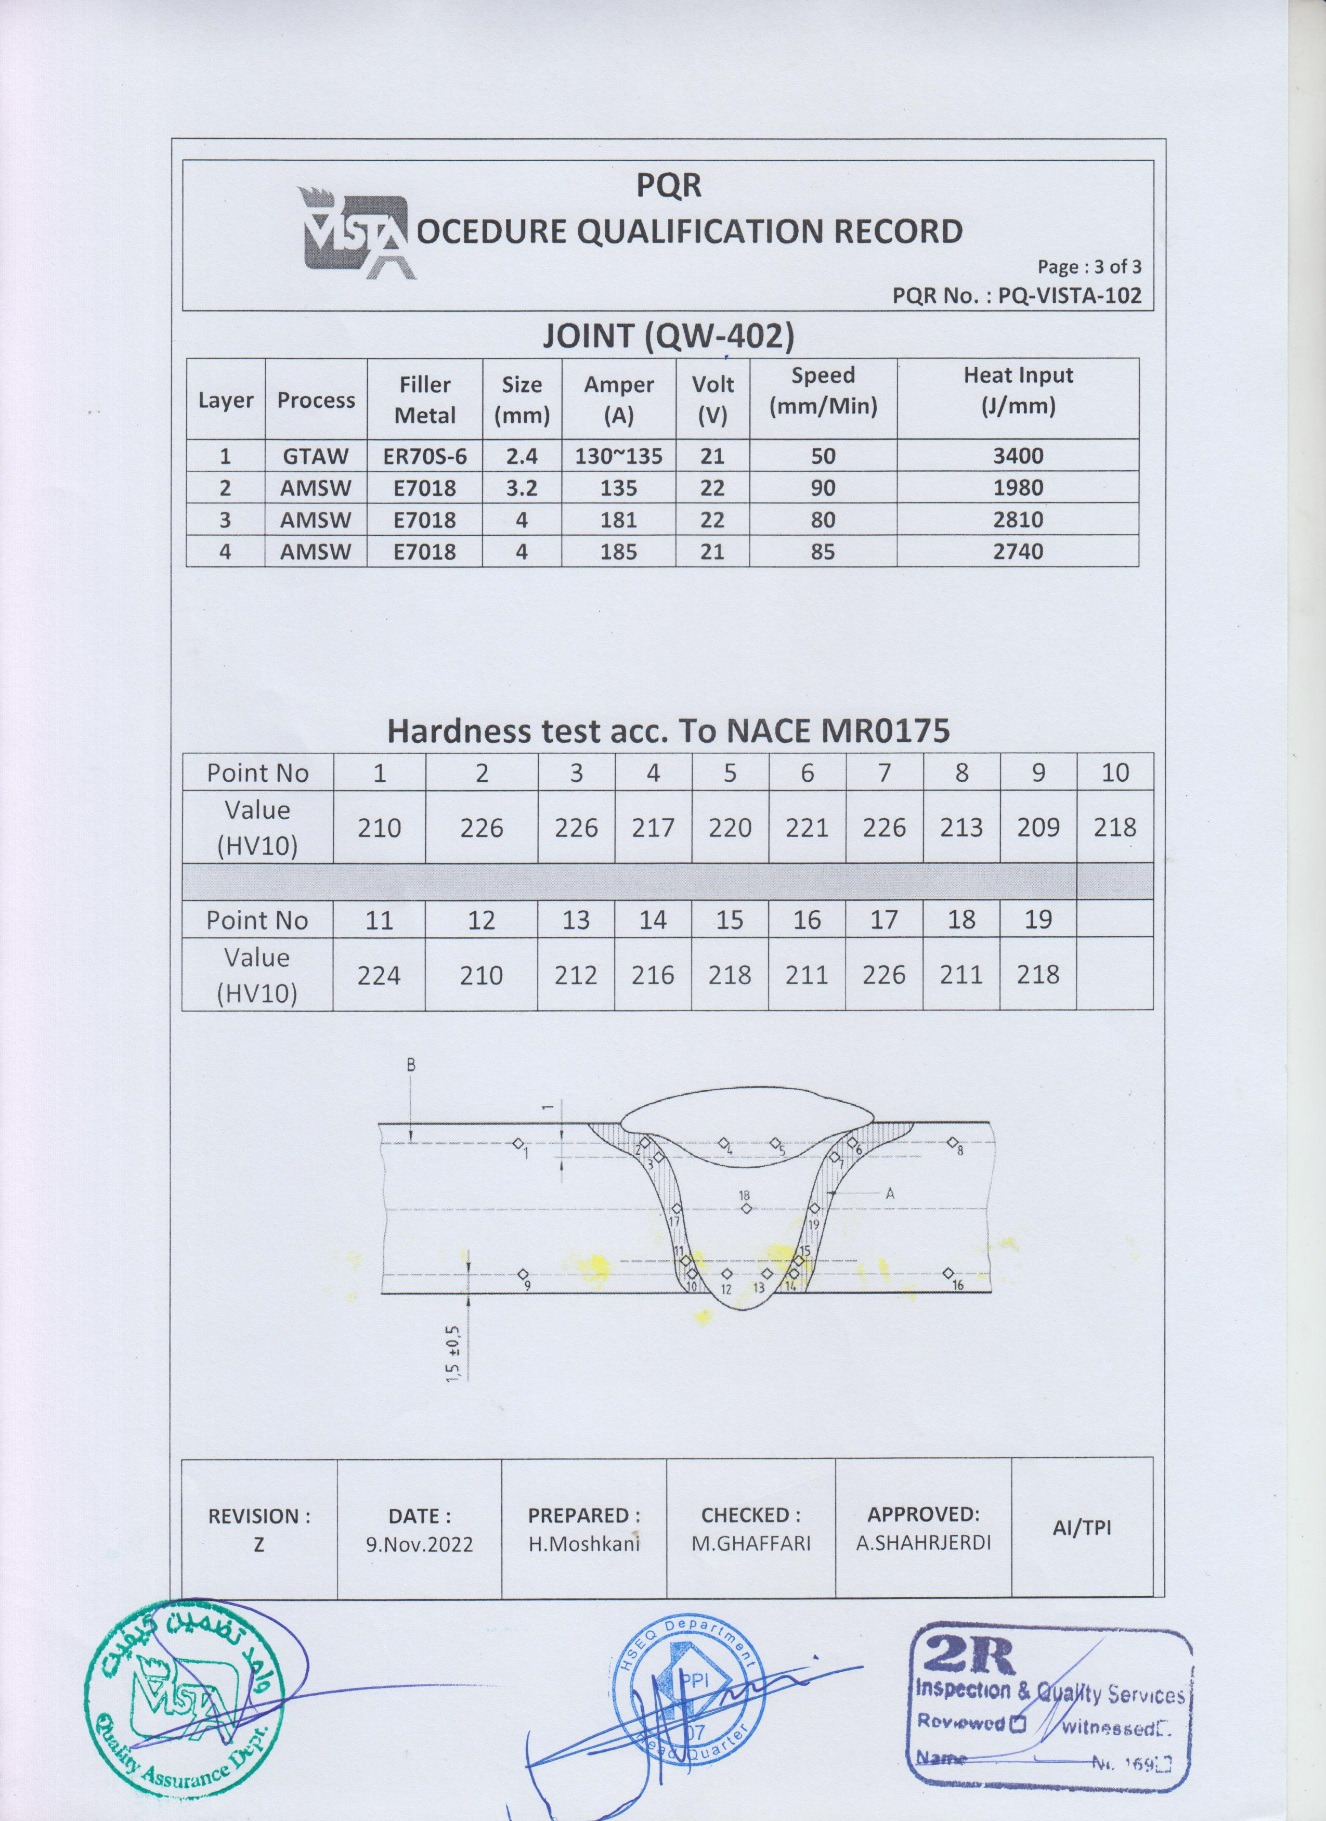 PQR
VISTA OCEDURE QUALIFICATION RECORD
Page : 3 of 3
PQR No. : PQ-VISTA-102
JOINT (QW-402)
Layer Process Filler Metal Size (mm) Amper (A) Volt (V) Speed (mm/Min) Heat Input (J/mm)
1 GTAW ER70S-6 2.4 130~135 21 50 3400
2 AMSW E7018 3.2 135 22 90 1980
3 AMSW E7018 4 181 22 80 2810
4 AMSW E7018 4 185 21 85 2740
Hardness test acc. To NACE MR0175
Point No 1 2 3 4 5 6 7 8 9 10
Value (HV10) 210 226 226 217 220 221 226 213 209 218
Point No 11 12 13 14 15 16 17 18 19
Value (HV10) 224 210 212 216 218 211 226 211 218
B
1
1 2 3 4 5 6 7 8
18
A
17 19
11 15
9 10 12 13 14 16
1,5 ±0,5
REVISION : DATE : PREPARED : CHECKED : APPROVED: AI/TPI
Z 9.Nov.2022 H.Moshkani M.GHAFFARI A.SHAHRJERDI
واحد تضمین کیفیت
VISTA
Quality Assurance Dept.
HSEQ Department
PPI
07
Head Quarter
2R
Inspection & Quality Services
Reviewed witnessed
Name